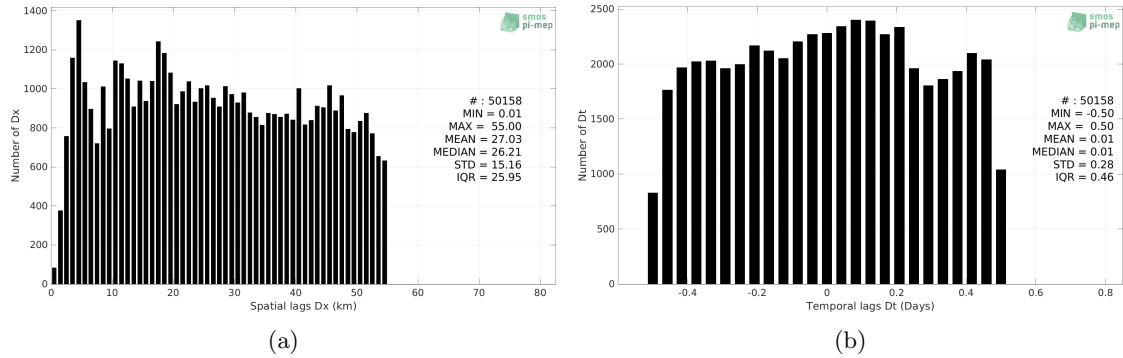 1400
1200
1000
800
600
400
200
0
Number of Dx
0 10 20 30 40 50 60 70 80
Spatial lags Dx (km)
smos
pi-mep
# : 50158
MIN = 0.01
MAX = 55.00
MEAN = 27.03
MEDIAN = 26.21
STD = 15.16
IQR = 25.95
(a)
2500
2000
1500
1000
500
0
Number of Dt
-0.4 -0.2 0 0.2 0.4 0.6 0.8
Temporal lags Dt (Days)
smos
pi-mep
# : 50158
MIN = -0.50
MAX = 0.50
MEAN = 0.01
MEDIAN = 0.01
STD = 0.28
IQR = 0.46
(b)